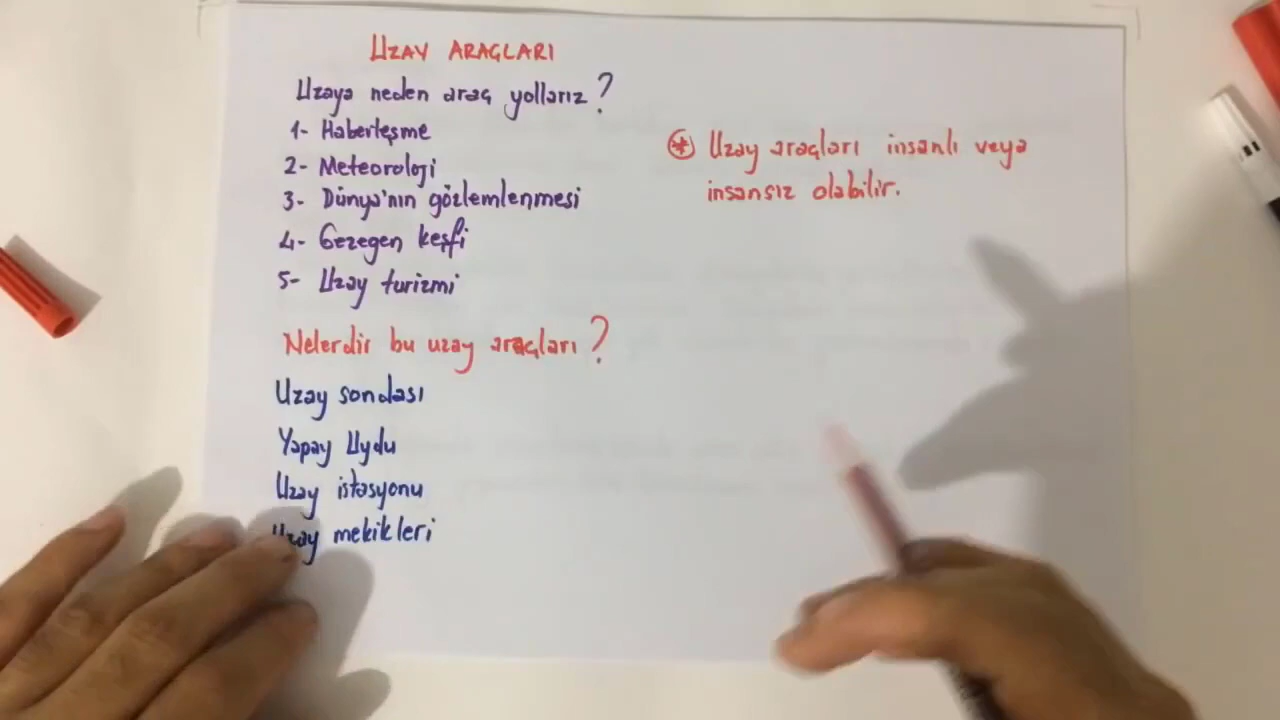 UZAY ARAÇLARI
Uzaya neden araç yollarız?
1- Haberleşme
2- Meteoroloji
3- Dünya'nın gözlemlenmesi
4- Gezegen keşfi
5- Uzay turizmi
Nelerdir bu uzay araçları?
Uzay sondası
Yapay Uydu
Uzay istasyonu
Uzay mekikleri
* Uzay araçları insanlı veya
insansız olabilir.